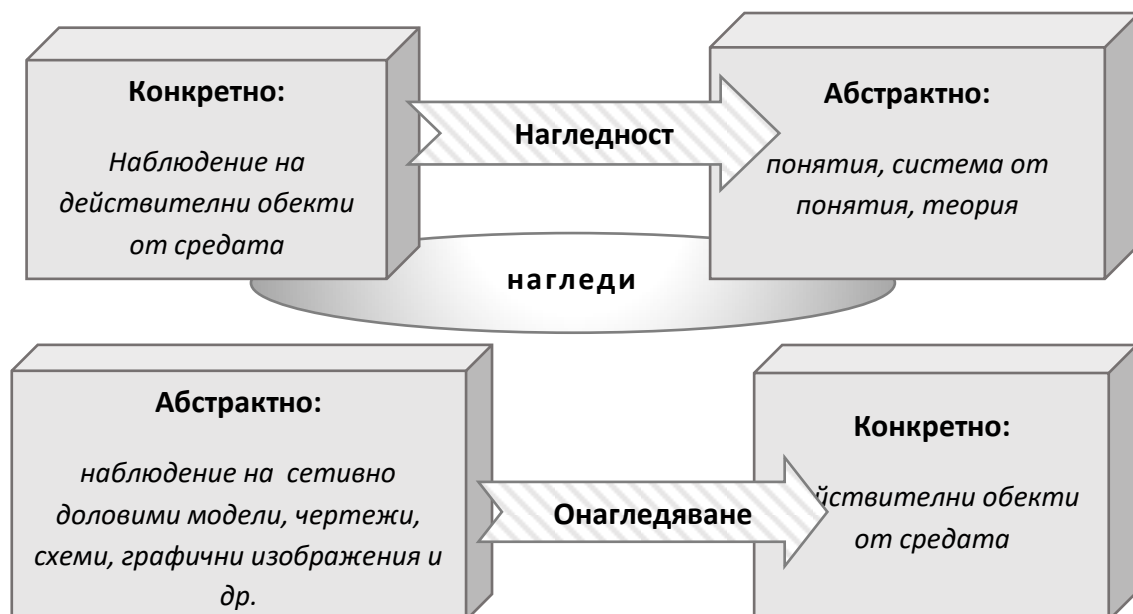 Конкретно:
Наблюдение на
действителни обекти
от средата
Нагледност
Абстрактно:
понятия, система от
понятия, теория
нагледи
Абстрактно:
наблюдение на  сетивно
доловими модели, чертежи,
схеми, графични изображения и
др.
Онагледяване
Конкретно:
йствителни обекти
от средата